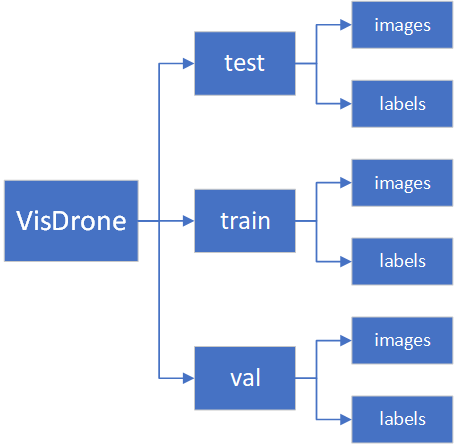 VisDrone
test
images
labels
train
images
labels
val
images
labels